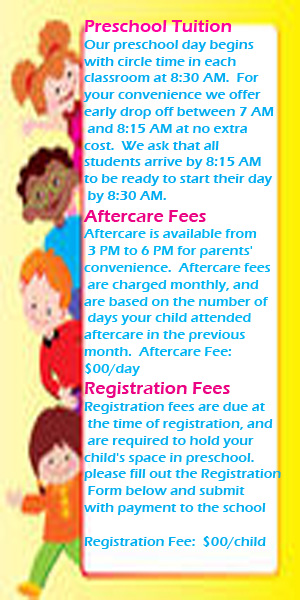 Preschool Tuition
Our preschool day begins
with circle time in each
classroom at 8:30 AM. For
your convenience we offer
early drop off between 7 AM
and 8:15 AM at no extra
cost. We ask that all
students arrive by 8:15 AM
to be ready to start their day
by 8:30 AM.
Aftercare Fees
Aftercare is available from
3 PM to 6 PM for parents'
convenience. Aftercare fees
are charged monthly, and
are based on the number of
days your child attended
aftercare in the previous
month. Aftercare Fee:
$00/day
Registration Fees
Registration fees are due at
the time of registration, and
are required to hold your
child's space in preschool.
please fill out the Registration
Form below and submit
with payment to the school
Registration Fee: $00/child